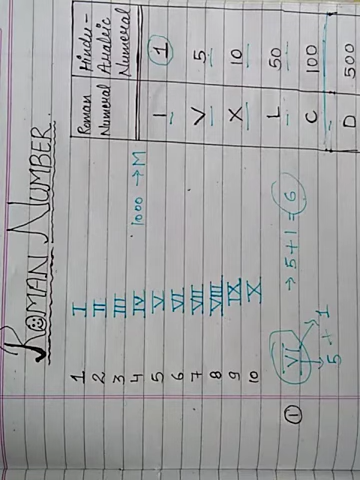 ROMAN NUMBER
1 I
2 II
3 III
4 IV
5 V
6 VI
7 VII
8 VIII
9 IX
10 X
1000 → M
Roman Numeral | Hindu-Arabic Numeral
I | 1
V | 5
X | 10
L | 50
C | 100
D | 500
① VI → 5+1 = 6
5 + 1